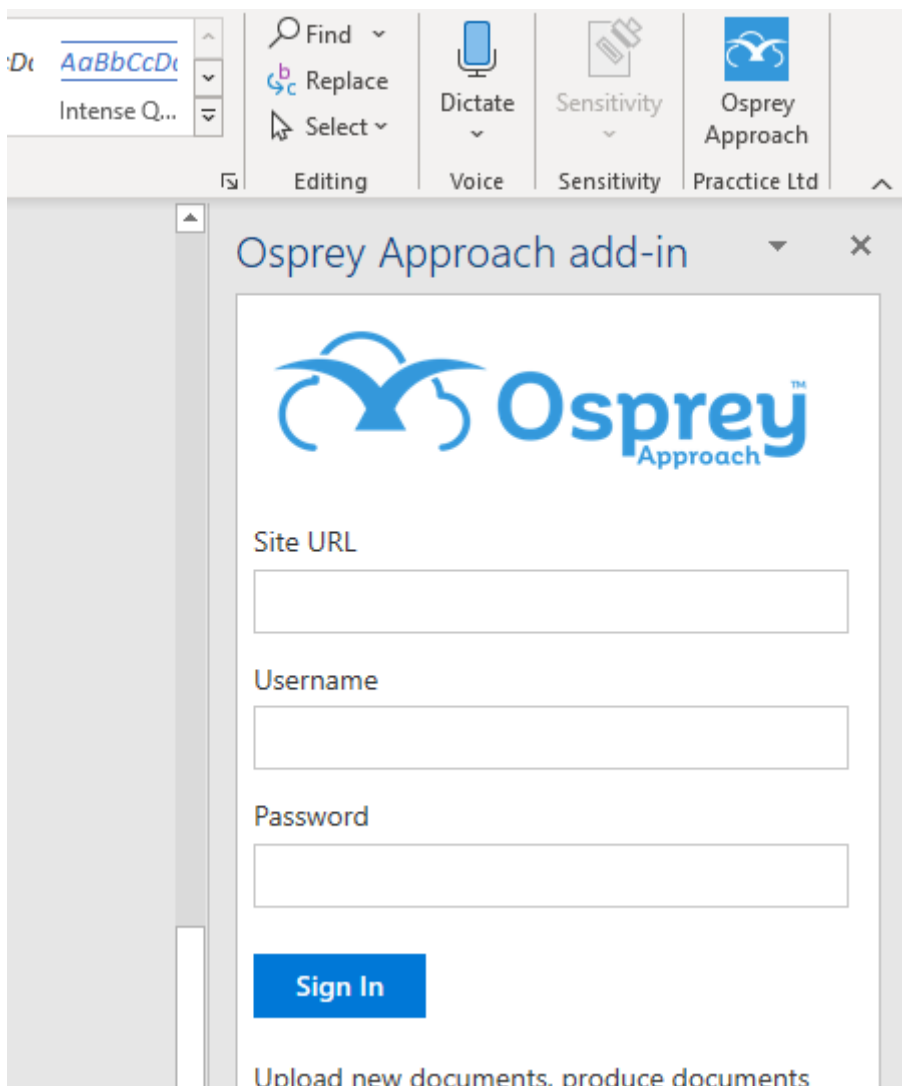 Find
AaBbCcDc
Replace
Intense Q...
Select
Dictate
Sensitivity
Osprey
Approach
Editing
Voice
Sensitivity
Pracctice Ltd
Osprey Approach add-in
Osprey™
Approach
Site URL
Username
Password
Sign In
Upload new documents, produce documents